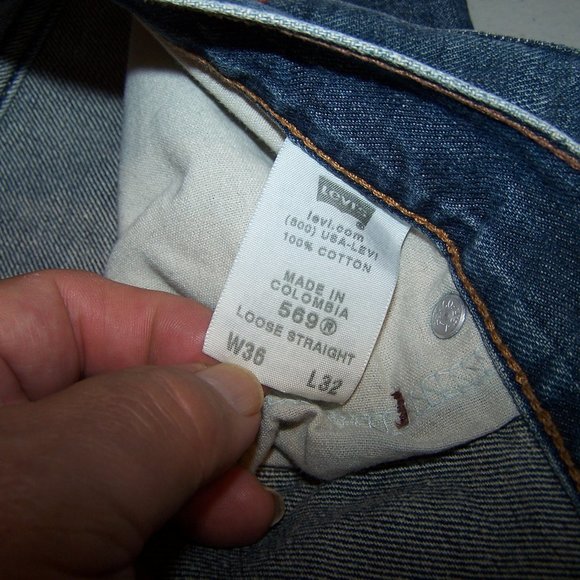 Levi's
levi.com
(800) USA-LEVI
100% COTTON
MADE IN
COLOMBIA
569®
LOOSE STRAIGHT
W36 L32